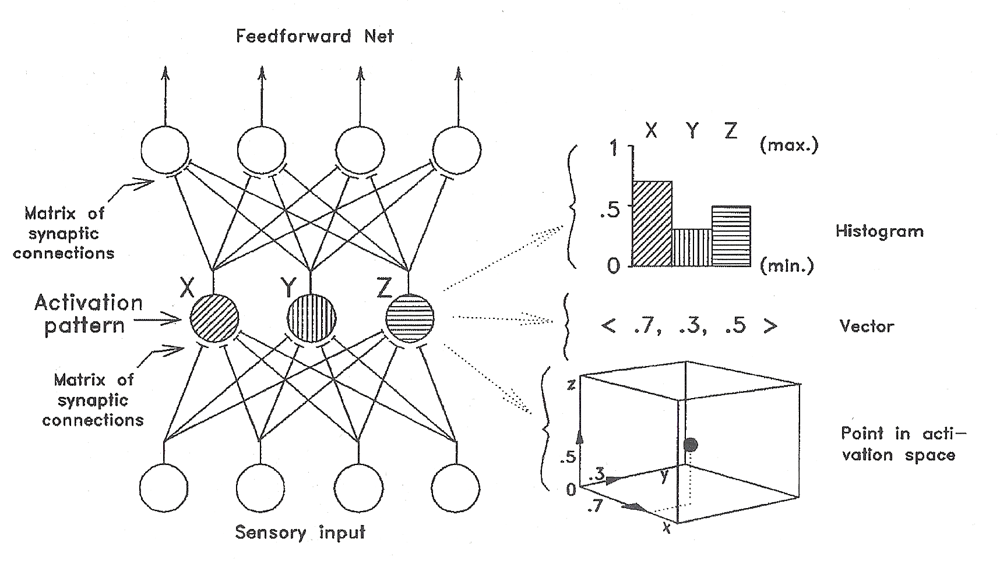 Feedforward Net
Matrix of
synaptic
connections
X Y Z
Activation
pattern
Matrix of
synaptic
connections
Sensory input
X Y Z
1 (max.)
.5
0 (min.)
Histogram
< .7, .3, .5 >
Vector
z
.5
.3
y
0
.7
x
Point in acti-
vation space